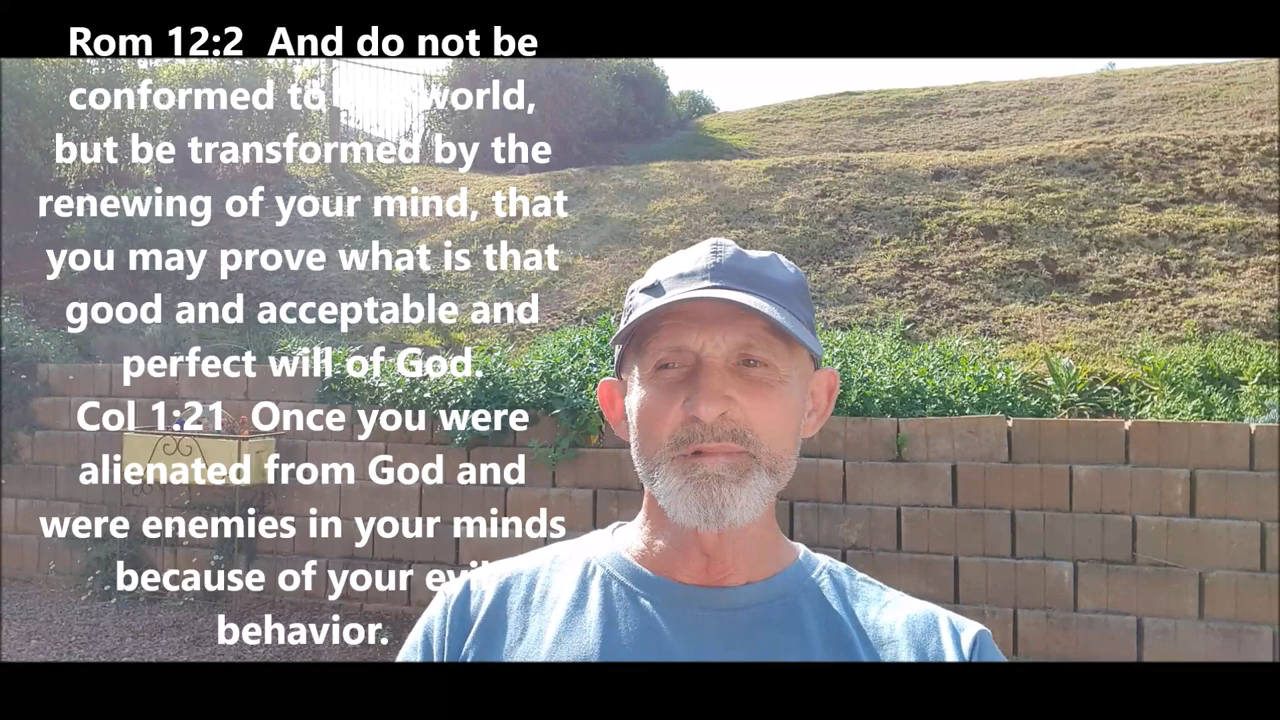 Rom 12:2  And do not be
conformed to world,
but be transformed by the
renewing of your mind, that
you may prove what is that
good and acceptable and
perfect will of God.
Col 1:21  Once you were
alienated from God and
were enemies in your minds
because of your evil
behavior.